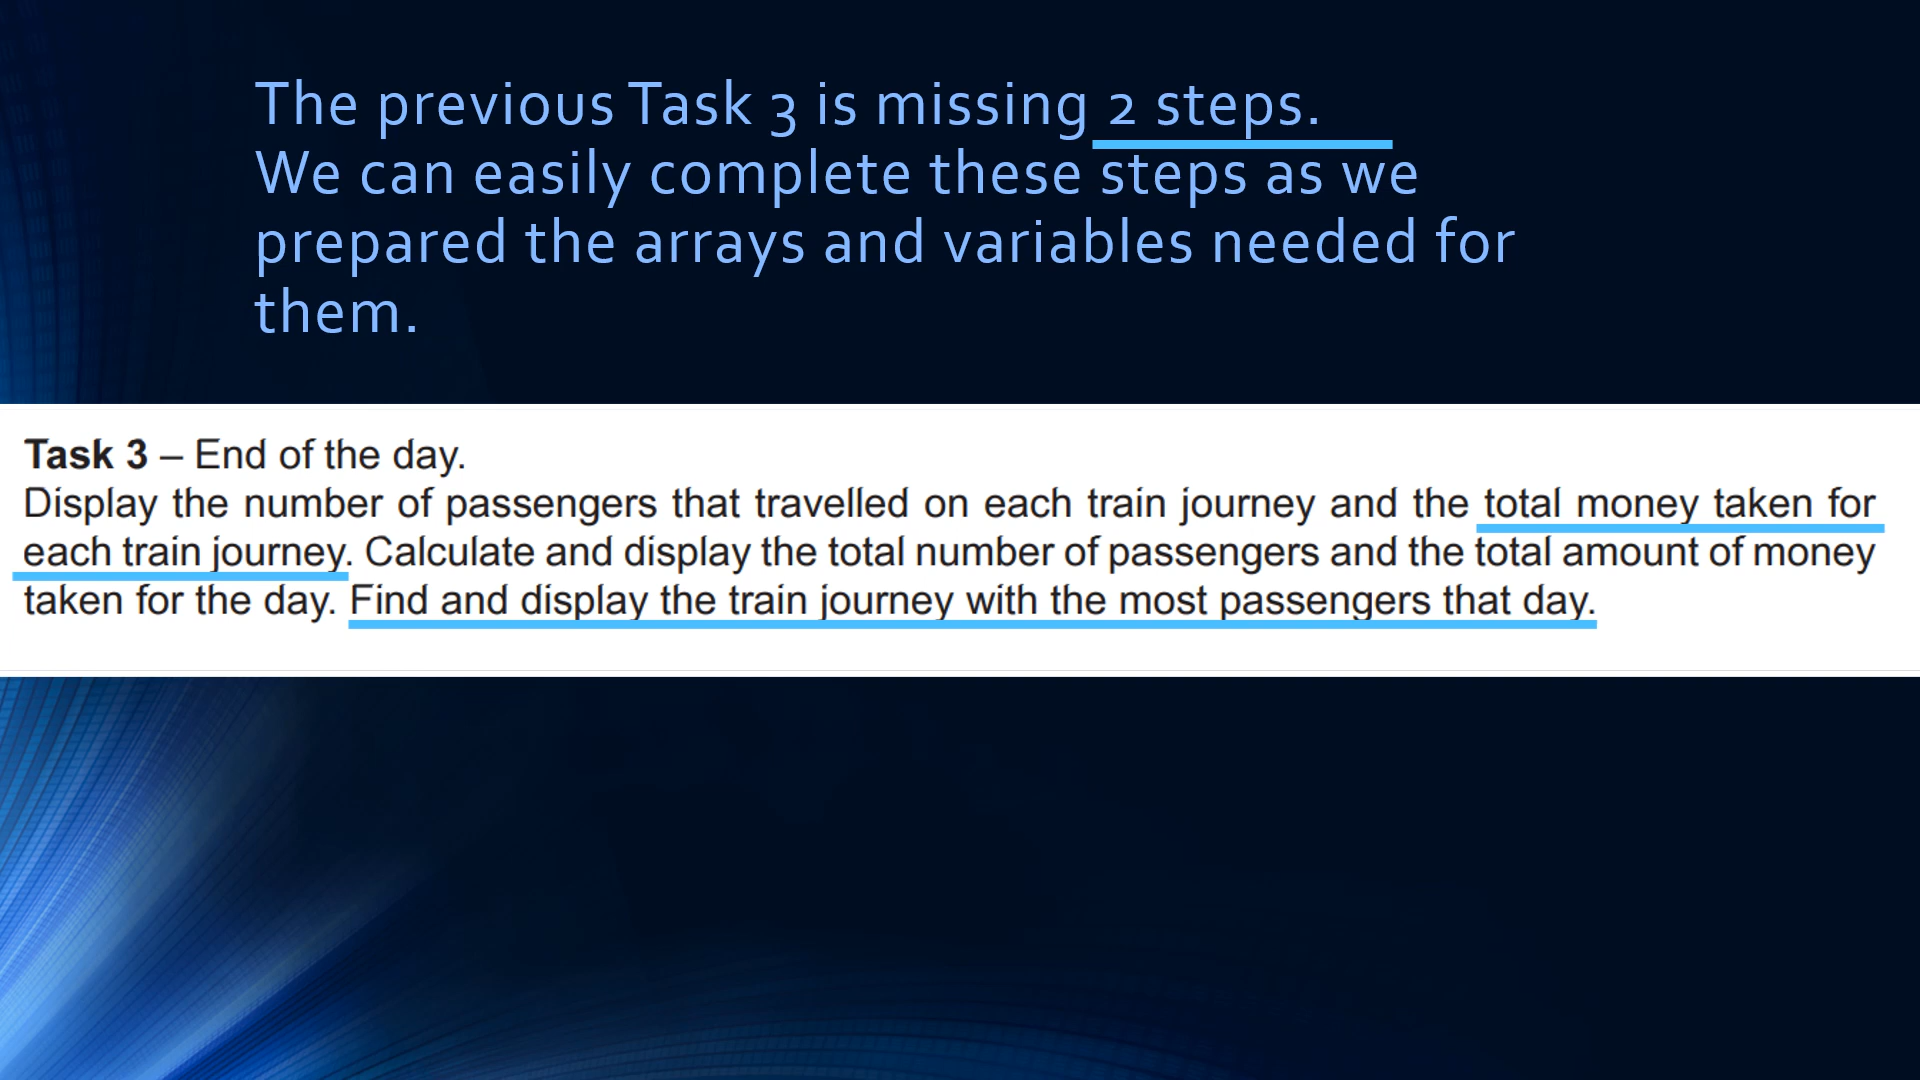 The previous Task 3 is missing 2 steps.
We can easily complete these steps as we
prepared the arrays and variables needed for
them.
Task 3 – End of the day.
Display the number of passengers that travelled on each train journey and the total money taken for
each train journey. Calculate and display the total number of passengers and the total amount of money
taken for the day. Find and display the train journey with the most passengers that day.